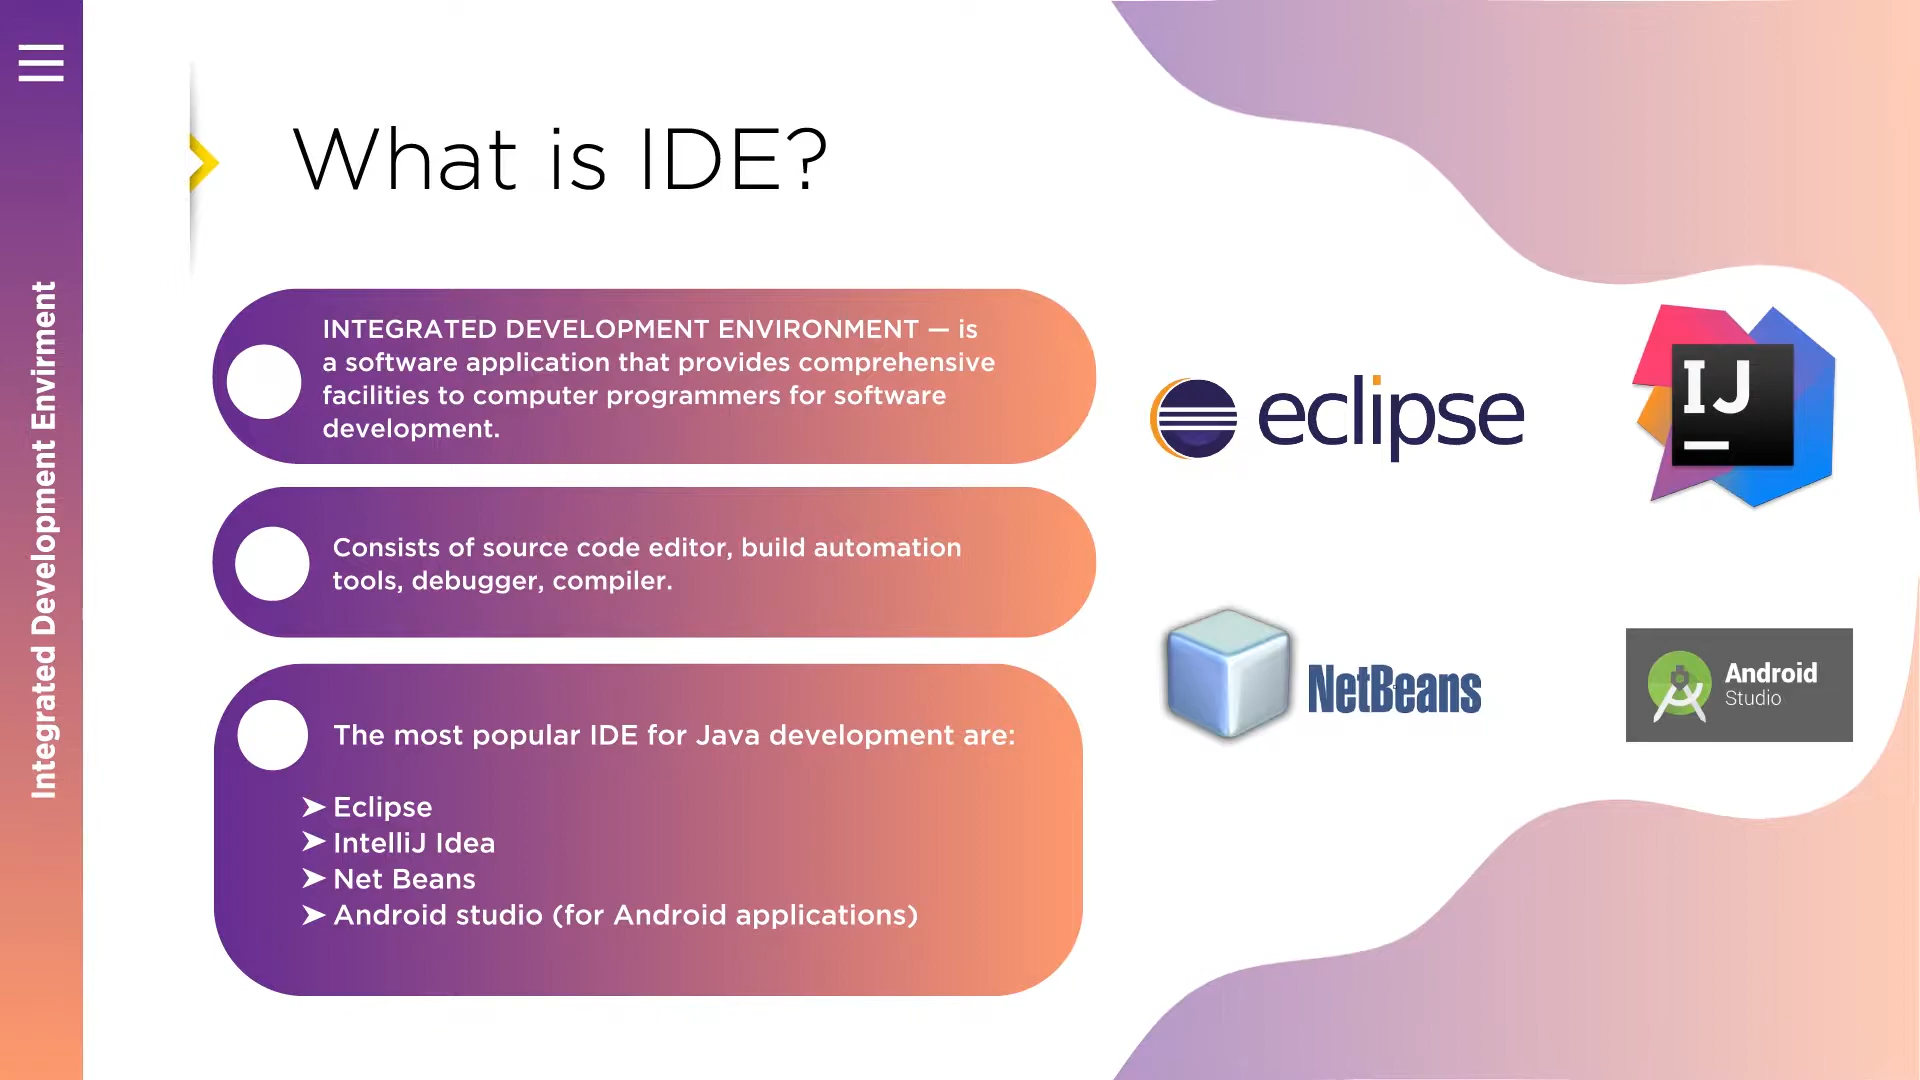 Integrated Development Envirment
What is IDE?
INTEGRATED DEVELOPMENT ENVIRONMENT — is
a software application that provides comprehensive
facilities to computer programmers for software
development.
Consists of source code editor, build automation
tools, debugger, compiler.
The most popular IDE for Java development are:
➤ Eclipse
➤ IntelliJ Idea
➤ Net Beans
➤ Android studio (for Android applications)
eclipse
IJ
NetBeans
Android
Studio